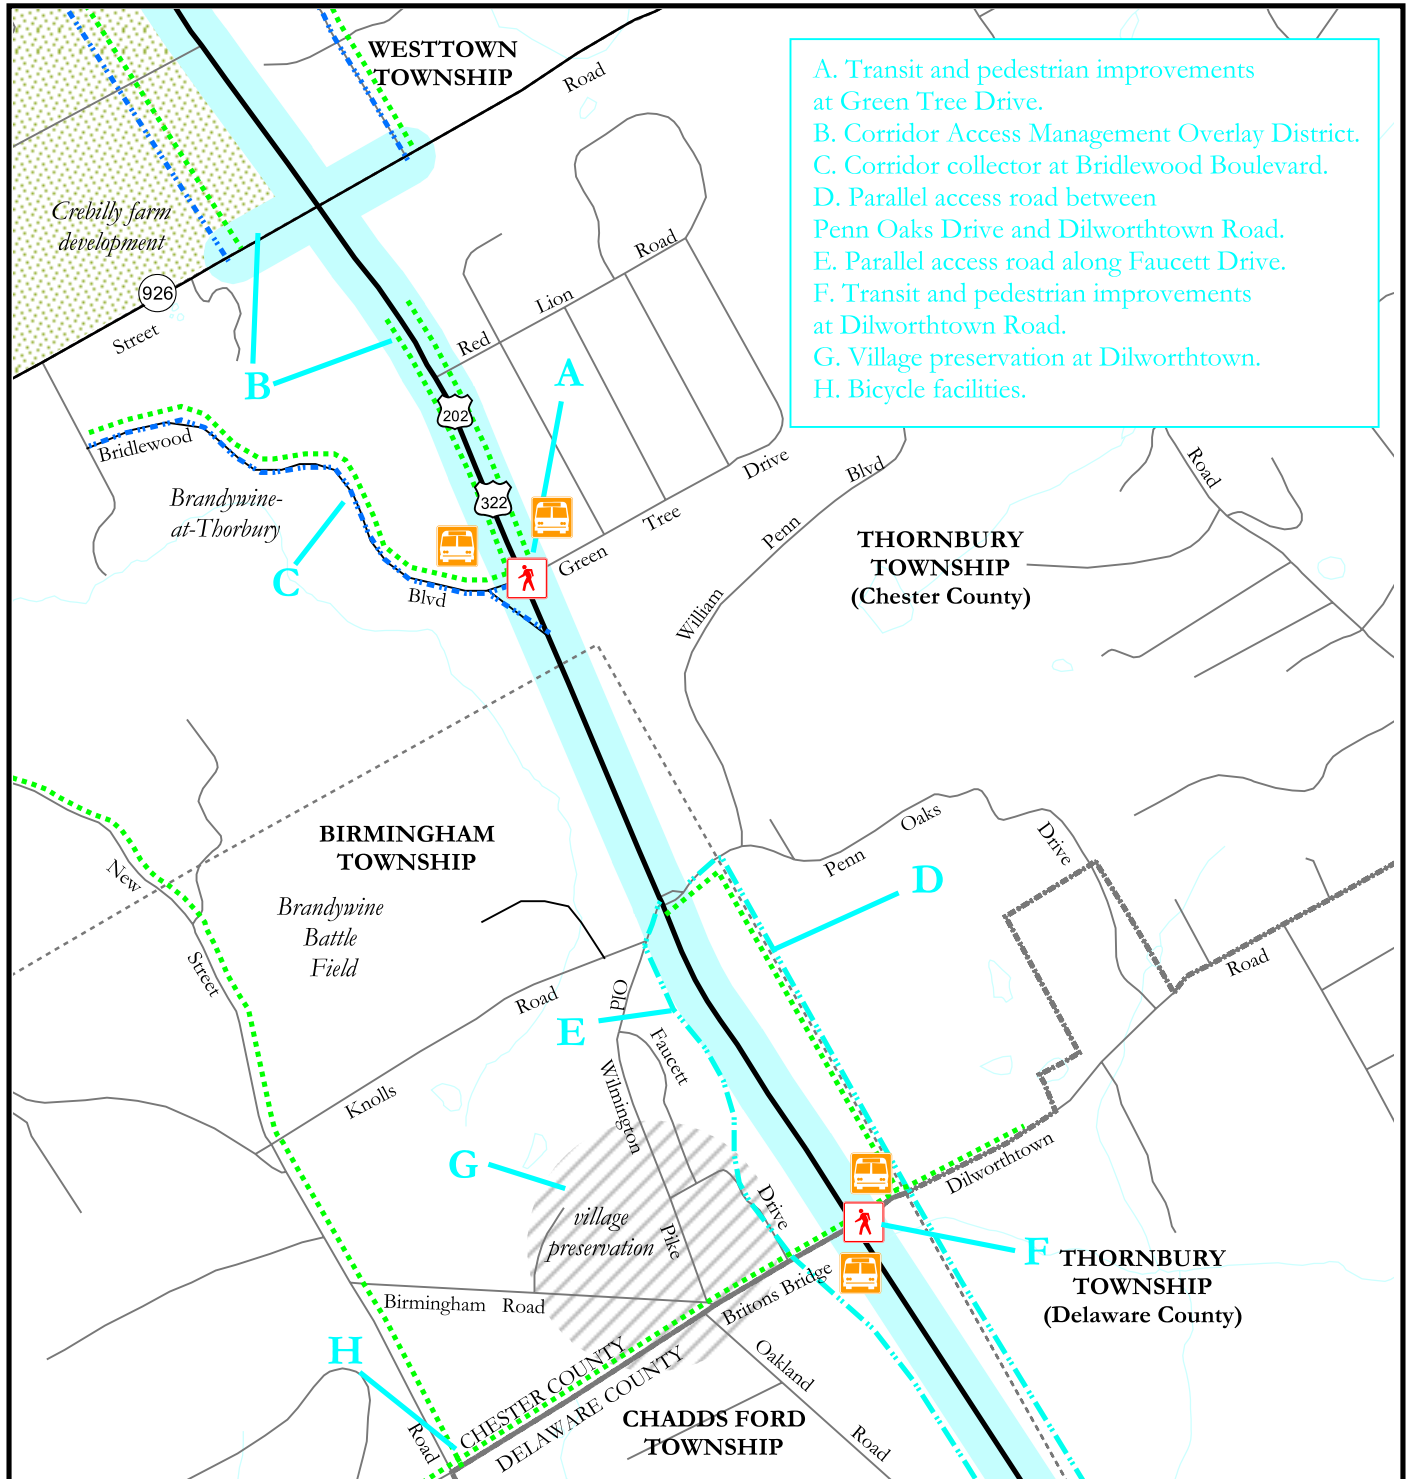 WESTTOWN
TOWNSHIP
Road
A. Transit and pedestrian improvements
at Green Tree Drive.
B. Corridor Access Management Overlay District.
C. Corridor collector at Bridlewood Boulevard.
D. Parallel access road between
Penn Oaks Drive and Dilworthtown Road.
E. Parallel access road along Faucett Drive.
F. Transit and pedestrian improvements
at Dilworthtown Road.
G. Village preservation at Dilworthtown.
H. Bicycle facilities.
Crebilly farm
development
926
Street
Red Lion Road
B
A
202
322
Bridlewood
Blvd
Brandywine-
at-Thorbury
C
Green Tree Drive
William Penn Blvd
Road
THORNBURY
TOWNSHIP
(Chester County)
BIRMINGHAM
TOWNSHIP
Brandywine
Battle
Field
New
Street
Road
Penn Oaks Drive
D
E
Knolls Road
Old
Wilmington
Pike
Faucett
Drive
Road
Dilworthtown
G
village
preservation
F
THORNBURY
TOWNSHIP
(Delaware County)
Birmingham Road
Britons Bridge
H
CHESTER COUNTY
DELAWARE COUNTY
Oakland
Road
CHADDS FORD
TOWNSHIP